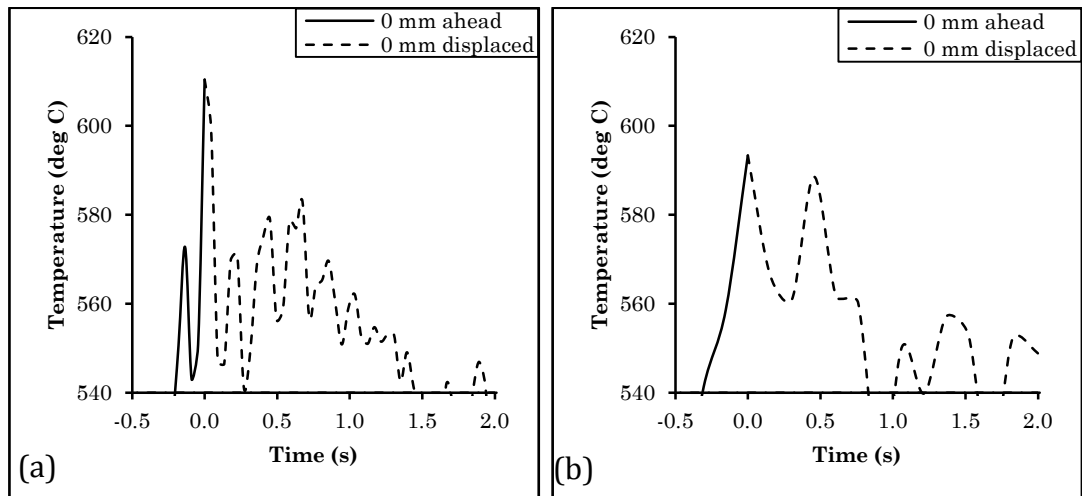 0 mm ahead
0 mm displaced
620
600
580
560
540
-0.5 0.0 0.5 1.0 1.5 2.0
Temperature (deg C)
Time (s)
(a)
0 mm ahead
0 mm displaced
620
600
580
560
540
-0.5 0.0 0.5 1.0 1.5 2.0
Temperature (deg C)
Time (s)
(b)